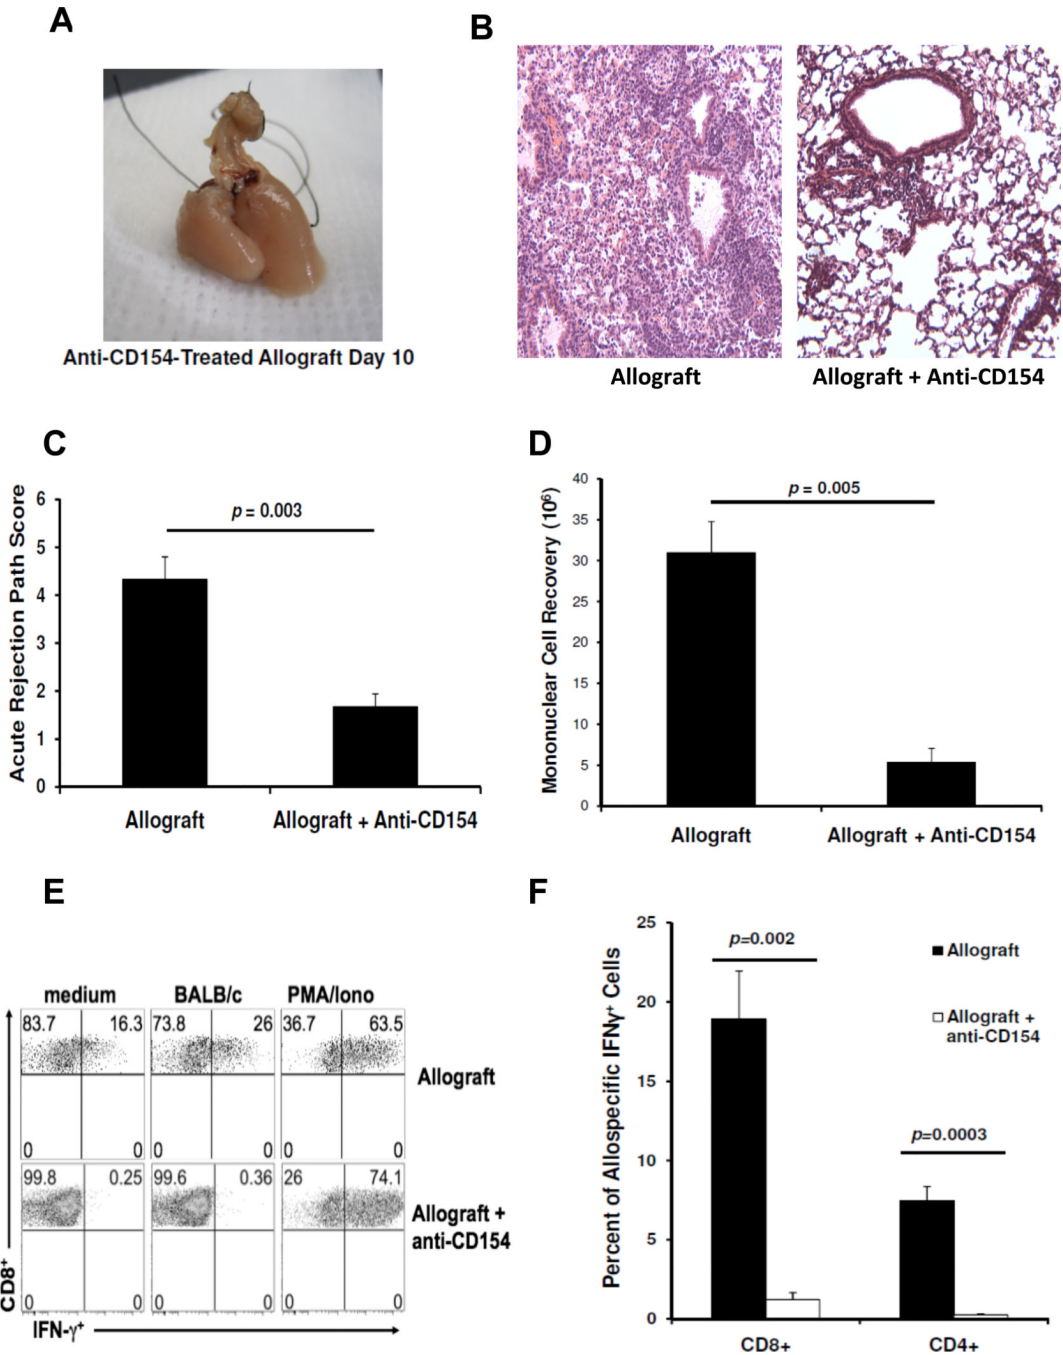 A
B
Anti-CD154-Treated Allograft Day 10
Allograft
Allograft + Anti-CD154
C
D
Acute Rejection Path Score
6
5
4
3
2
1
0
p = 0.003
Allograft
Allograft + Anti-CD154
Mononuclear Cell Recovery (10⁶)
40
35
30
25
20
15
10
5
0
p = 0.005
Allograft
Allograft + Anti-CD154
E
F
medium
BALB/c
PMA/Iono
83.7
16.3
73.8
26
36.7
63.5
0
0
0
0
0
0
Allograft
99.8
0.25
99.6
0.36
26
74.1
0
0
0
0
0
0
Allograft +
anti-CD154
CD8⁺
IFN-γ⁺
Percent of Allospecific IFNγ⁺ Cells
25
20
15
10
5
0
p=0.002
p=0.0003
Allograft
Allograft +
anti-CD154
CD8+
CD4+